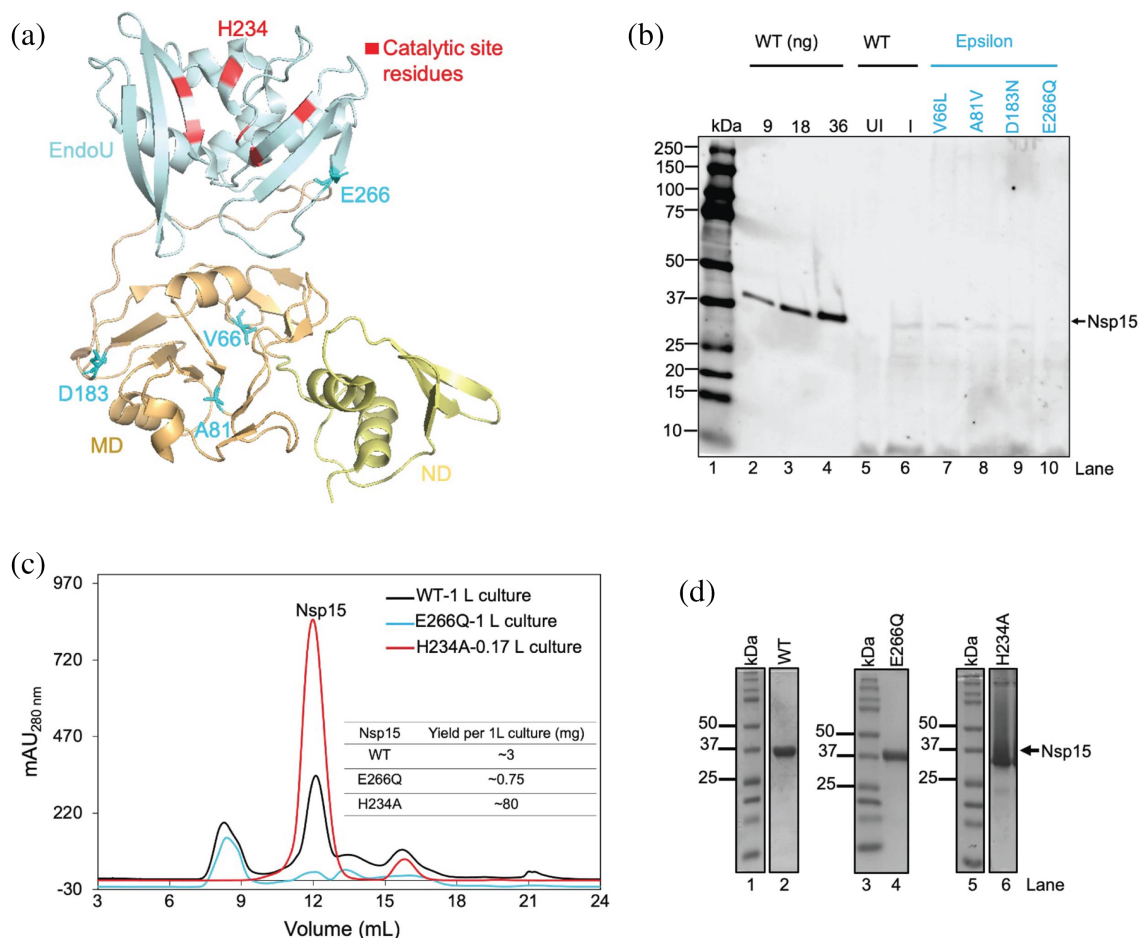 (a)
H234
Catalytic site
residues
EndoU
E266
V66
D183
A81
MD
ND
(b)
WT (ng)
WT
Epsilon
kDa
9
18
36
UI
I
V66L
A81V
D183N
E266Q
250
150
100
75
50
37
25
20
15
10
Nsp15
1
2
3
4
5
6
7
8
9
10
Lane
(c)
970
720
470
220
-30
mAU280 nm
Nsp15
WT-1 L culture
E266Q-1 L culture
H234A-0.17 L culture
Nsp15 Yield per 1L culture (mg)
WT ~3
E266Q ~0.75
H234A ~80
3
6
9
12
15
18
21
24
Volume (mL)
(d)
kDa
WT
kDa
E266Q
kDa
H234A
50
37
25
50
37
25
50
37
25
Nsp15
1
2
3
4
5
6
Lane